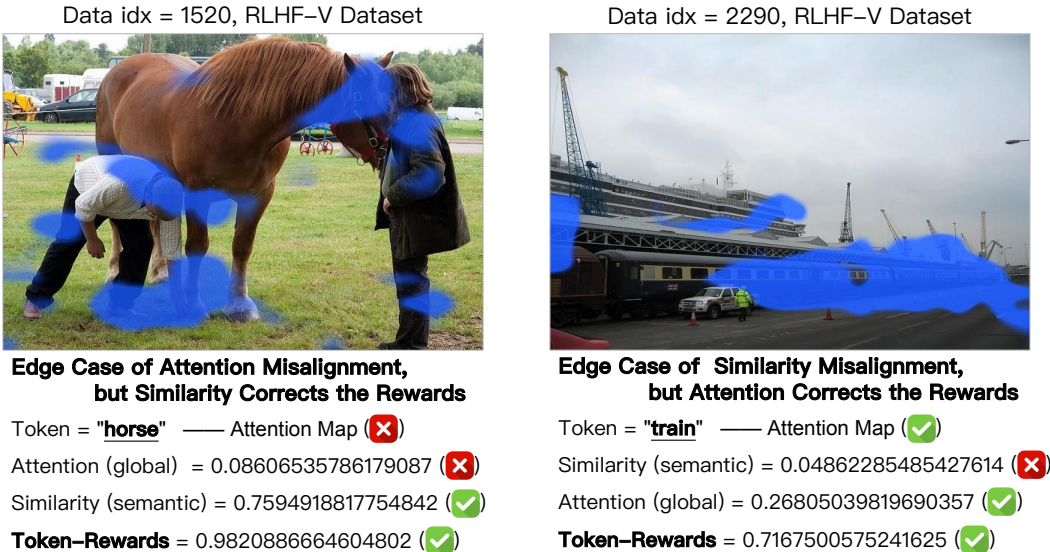 Data idx = 1520, RLHF-V Dataset
Edge Case of Attention Misalignment,
but Similarity Corrects the Rewards
Token = "horse" —— Attention Map (❌)
Attention (global) = 0.08606535786179087 (❌)
Similarity (semantic) = 0.7594918817754842 (✅)
Token-Rewards = 0.9820886664604802 (✅)
Data idx = 2290, RLHF-V Dataset
Edge Case of Similarity Misalignment,
but Attention Corrects the Rewards
Token = "train" —— Attention Map (✅)
Similarity (semantic) = 0.04862285485427614 (❌)
Attention (global) = 0.26805039819690357 (✅)
Token-Rewards = 0.7167500575241625 (✅)